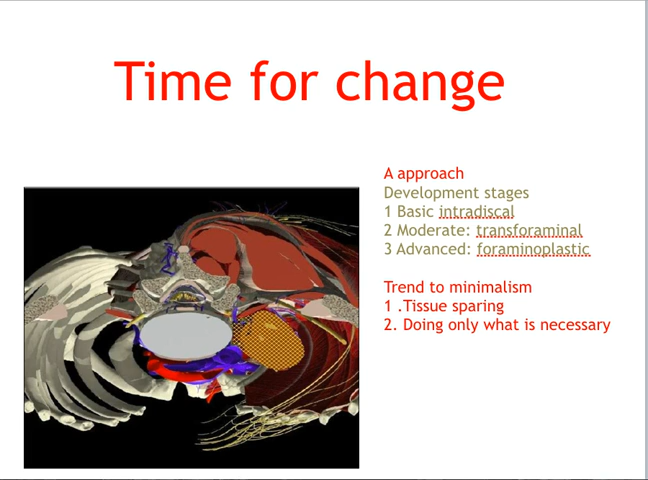 Time for change
A approach
Development stages
1 Basic intradiscal
2 Moderate: transforaminal
3 Advanced: foraminoplastic
Trend to minimalism
1 .Tissue sparing
2. Doing only what is necessary